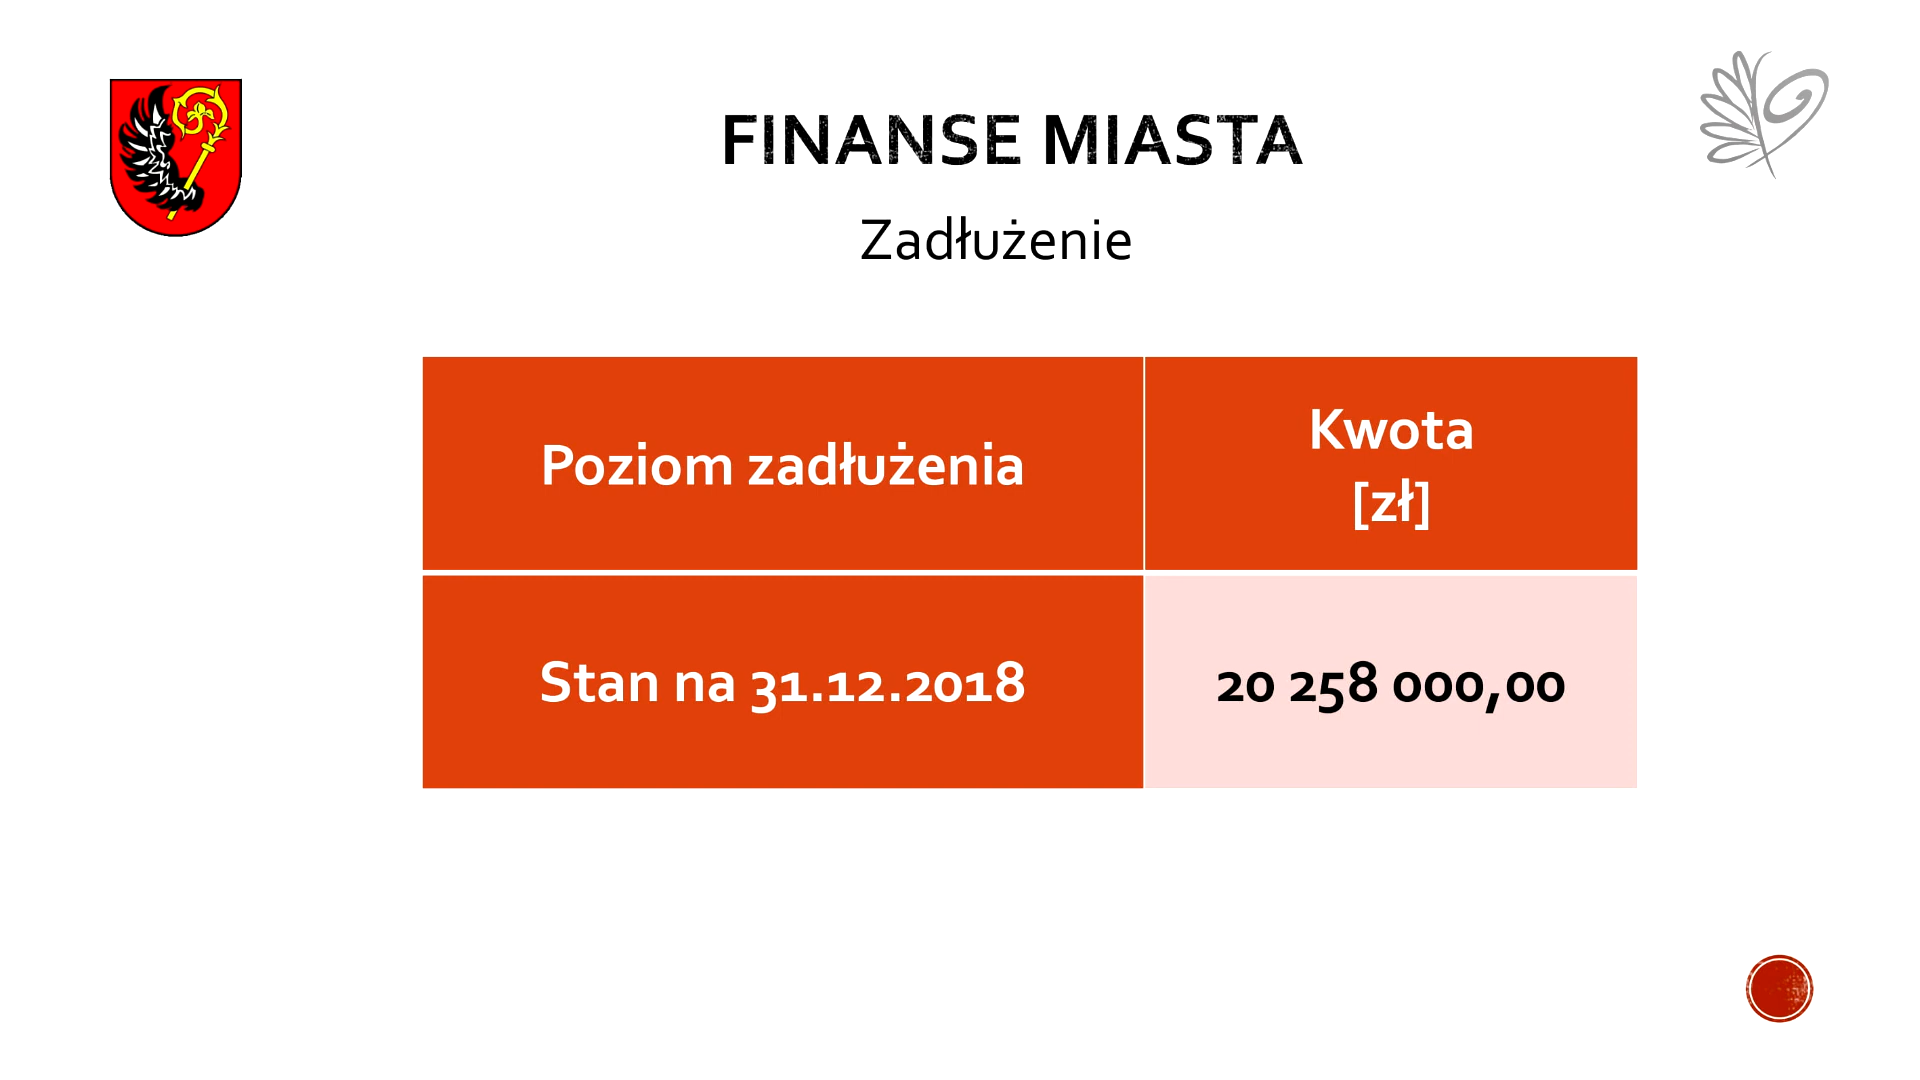 FINANSE MIASTA
Zadłużenie
Poziom zadłużenia
Kwota
[zł]
Stan na 31.12.2018
20 258 000,00